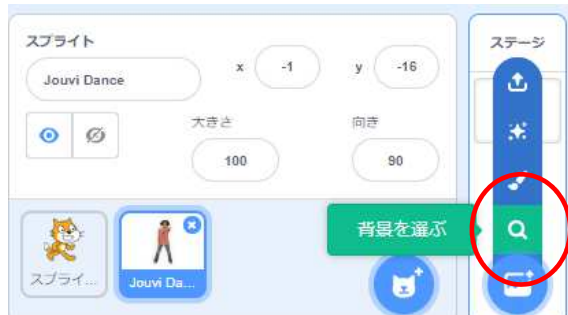 スプライト
ステージ
Jouvi Dance
x
-1
y
-16
大きさ
向き
100
90
背景を選ぶ
スプライ...
Jouvi Da...